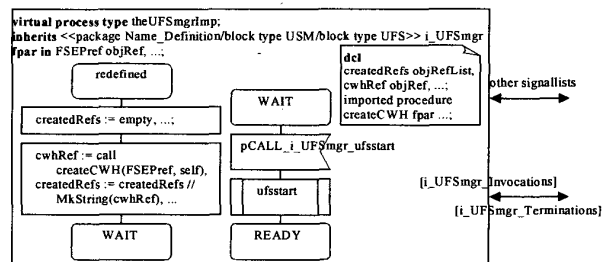 virtual process type theUFSmgrImp;
inherits <<package Name_Definition/block type USM/block type UFS>> i_UFSmgr
fpar in FSEPref objRef, ...;
redefined
createdRefs := empty, ...;
cwhRef := call
createCWH(FSEPref, self),
createdRefs := createdRefs //
MkString(cwhRef), ...
WAIT
WAIT
pCALL_i_UFSmgr_ufsstart
ufsstart
READY
dcl
createdRefs objRefList,
cwhRef objRef, ...;
imported procedure
createCWH fpar ...;
other signallists
[i_UFSmgr_Invocations]
[i_UFSmgr_Terminations]